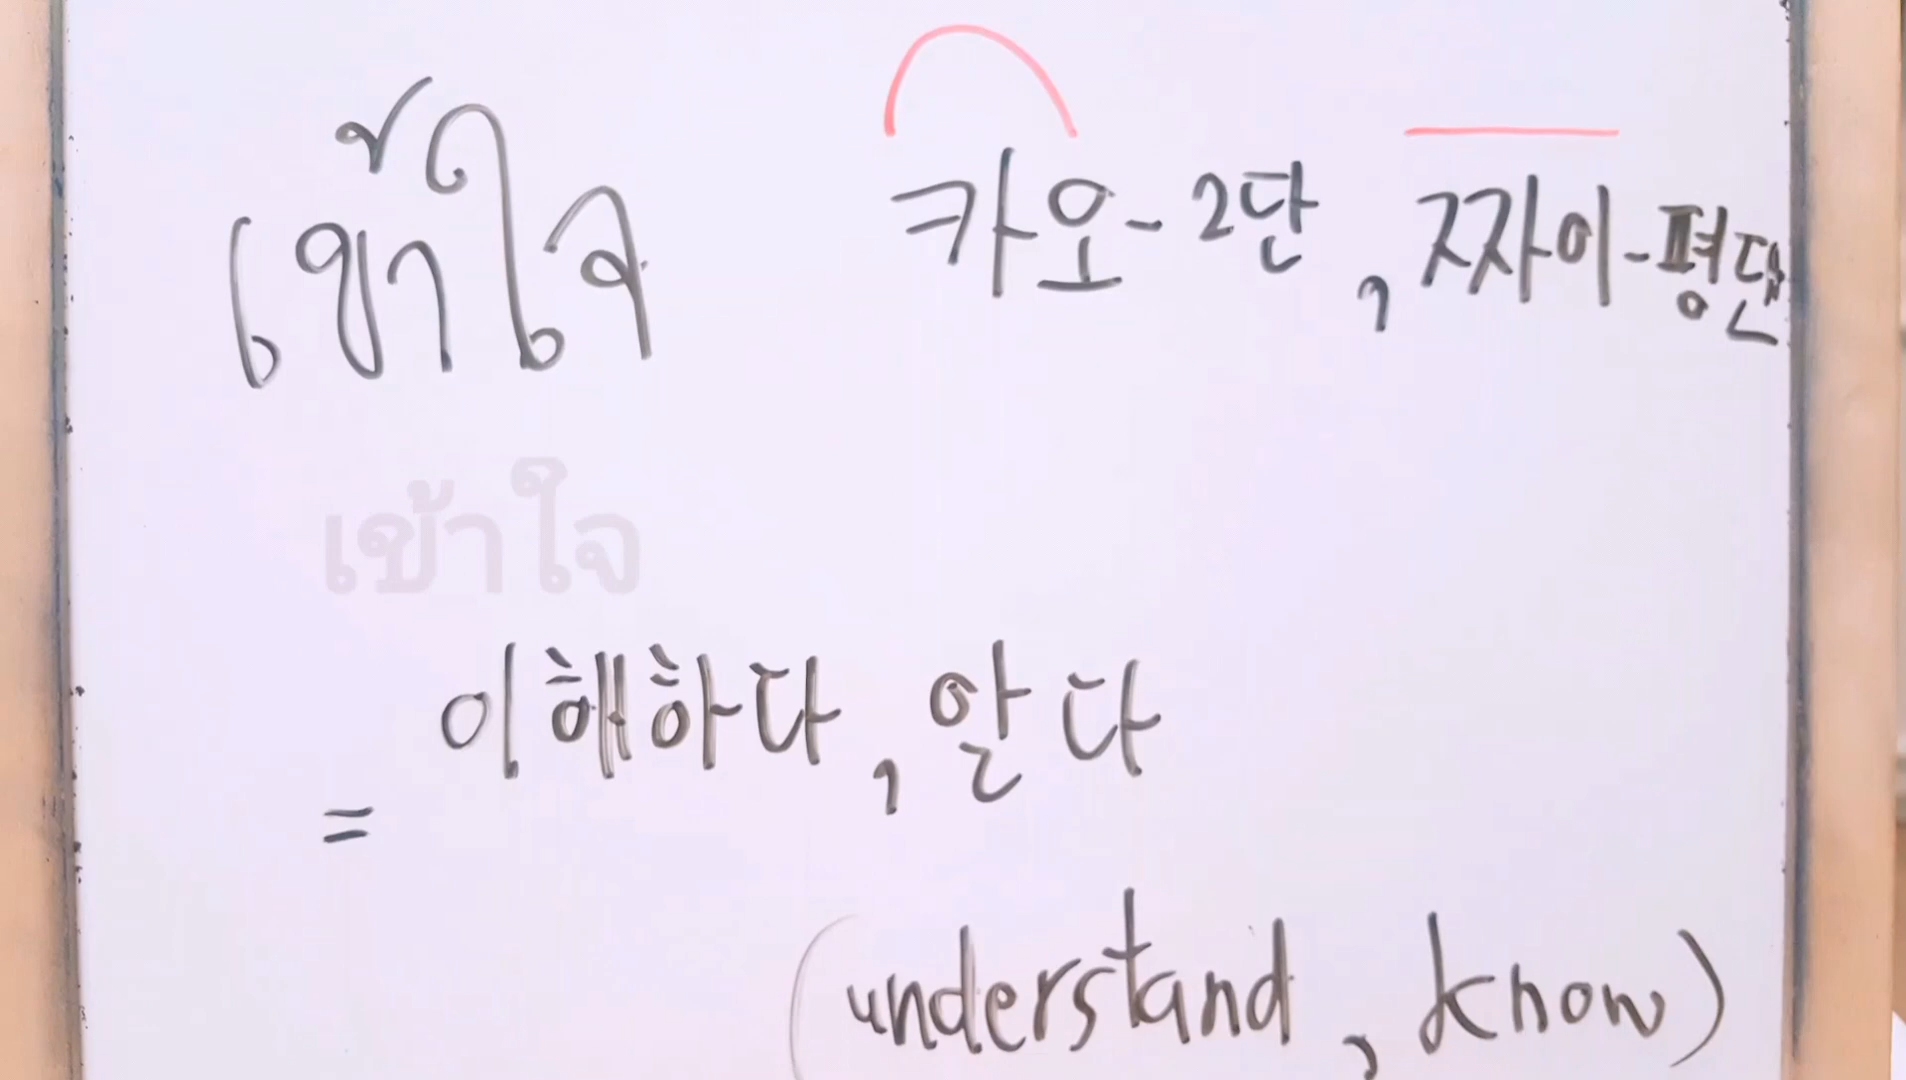 เข้าใจ 카오-2단, 짜이-평단
เข้าใจ
= 이해하다, 알다
(understand, know)